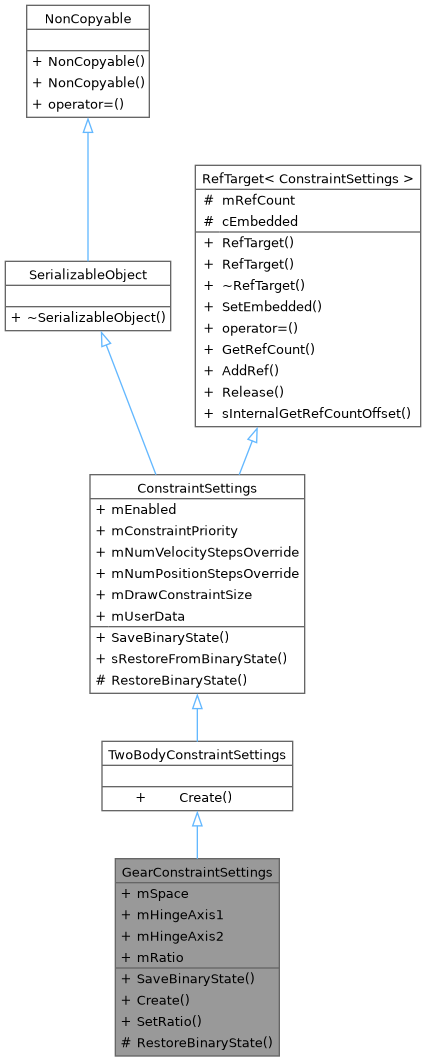 NonCopyable
+ NonCopyable()
+ NonCopyable()
+ operator=()
RefTarget< ConstraintSettings >
# mRefCount
# cEmbedded
+ RefTarget()
+ RefTarget()
+ ~RefTarget()
+ SetEmbedded()
+ operator=()
+ GetRefCount()
+ AddRef()
+ Release()
+ sInternalGetRefCountOffset()
SerializableObject
+ ~SerializableObject()
ConstraintSettings
+ mEnabled
+ mConstraintPriority
+ mNumVelocityStepsOverride
+ mNumPositionStepsOverride
+ mDrawConstraintSize
+ mUserData
+ SaveBinaryState()
+ sRestoreFromBinaryState()
# RestoreBinaryState()
TwoBodyConstraintSettings
+ Create()
GearConstraintSettings
+ mSpace
+ mHingeAxis1
+ mHingeAxis2
+ mRatio
+ SaveBinaryState()
+ Create()
+ SetRatio()
# RestoreBinaryState()